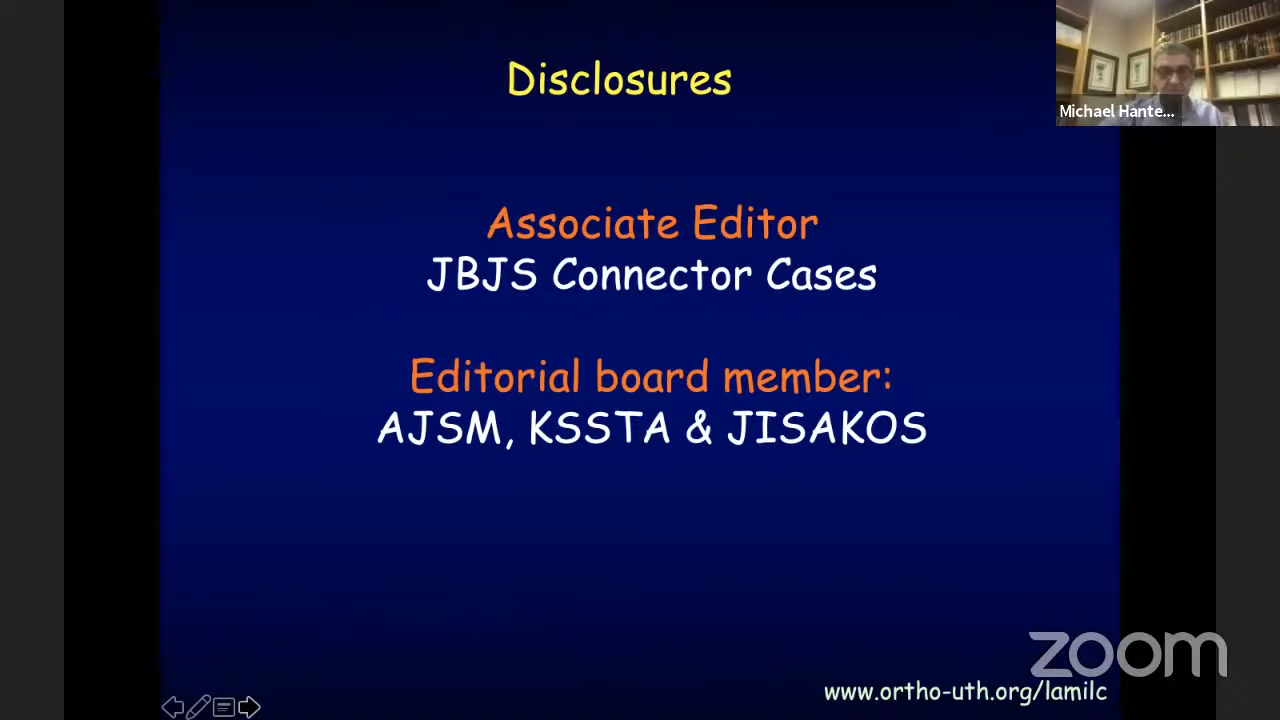 Disclosures
Michael Hante...
Associate Editor
JBJS Connector Cases
Editorial board member:
AJSM, KSSTA & JISAKOS
zoom
www.ortho-uth.org/lamilc